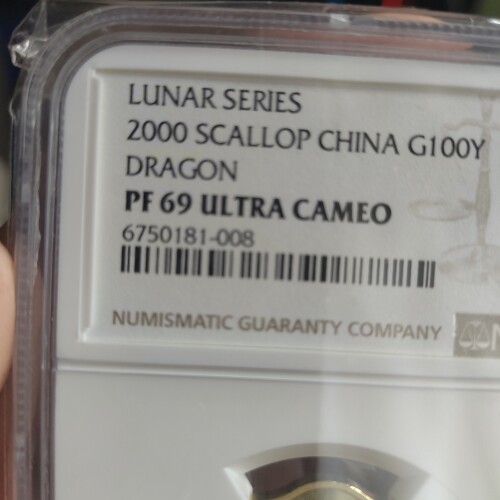 LUNAR SERIES
2000 SCALLOP CHINA G100Y
DRAGON
PF 69 ULTRA CAMEO
6750181-008
NUMISMATIC GUARANTY COMPANY
N